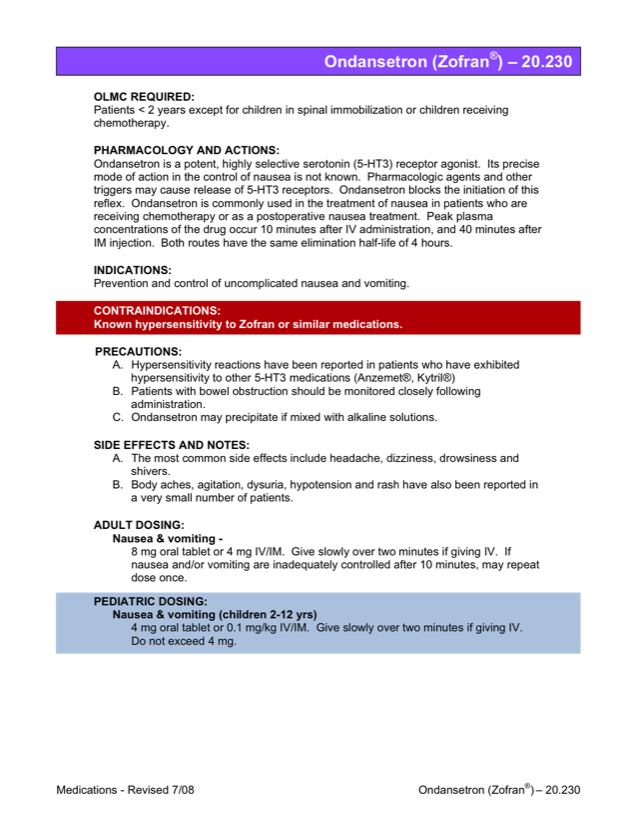 Ondansetron (Zofran®) – 20.230
OLMC REQUIRED:
Patients < 2 years except for children in spinal immobilization or children receiving
chemotherapy.
PHARMACOLOGY AND ACTIONS:
Ondansetron is a potent, highly selective serotonin (5-HT3) receptor agonist.  Its precise
mode of action in the control of nausea is not known.  Pharmacologic agents and other
triggers may cause release of 5-HT3 receptors.  Ondansetron blocks the initiation of this
reflex.  Ondansetron is commonly used in the treatment of nausea in patients who are
receiving chemotherapy or as a postoperative nausea treatment.  Peak plasma
concentrations of the drug occur 10 minutes after IV administration, and 40 minutes after
IM injection.  Both routes have the same elimination half-life of 4 hours.
INDICATIONS:
Prevention and control of uncomplicated nausea and vomiting.
CONTRAINDICATIONS:
Known hypersensitivity to Zofran or similar medications.
PRECAUTIONS:
A. Hypersensitivity reactions have been reported in patients who have exhibited
hypersensitivity to other 5-HT3 medications (Anzemet®, Kytril®)
B. Patients with bowel obstruction should be monitored closely following
administration.
C. Ondansetron may precipitate if mixed with alkaline solutions.
SIDE EFFECTS AND NOTES:
A. The most common side effects include headache, dizziness, drowsiness and
shivers.
B. Body aches, agitation, dysuria, hypotension and rash have also been reported in
a very small number of patients.
ADULT DOSING:
Nausea & vomiting -
8 mg oral tablet or 4 mg IV/IM.  Give slowly over two minutes if giving IV.  If
nausea and/or vomiting are inadequately controlled after 10 minutes, may repeat
dose once.
PEDIATRIC DOSING:
Nausea & vomiting (children 2-12 yrs)
4 mg oral tablet or 0.1 mg/kg IV/IM.  Give slowly over two minutes if giving IV.
Do not exceed 4 mg.
Medications - Revised 7/08
Ondansetron (Zofran®) – 20.230